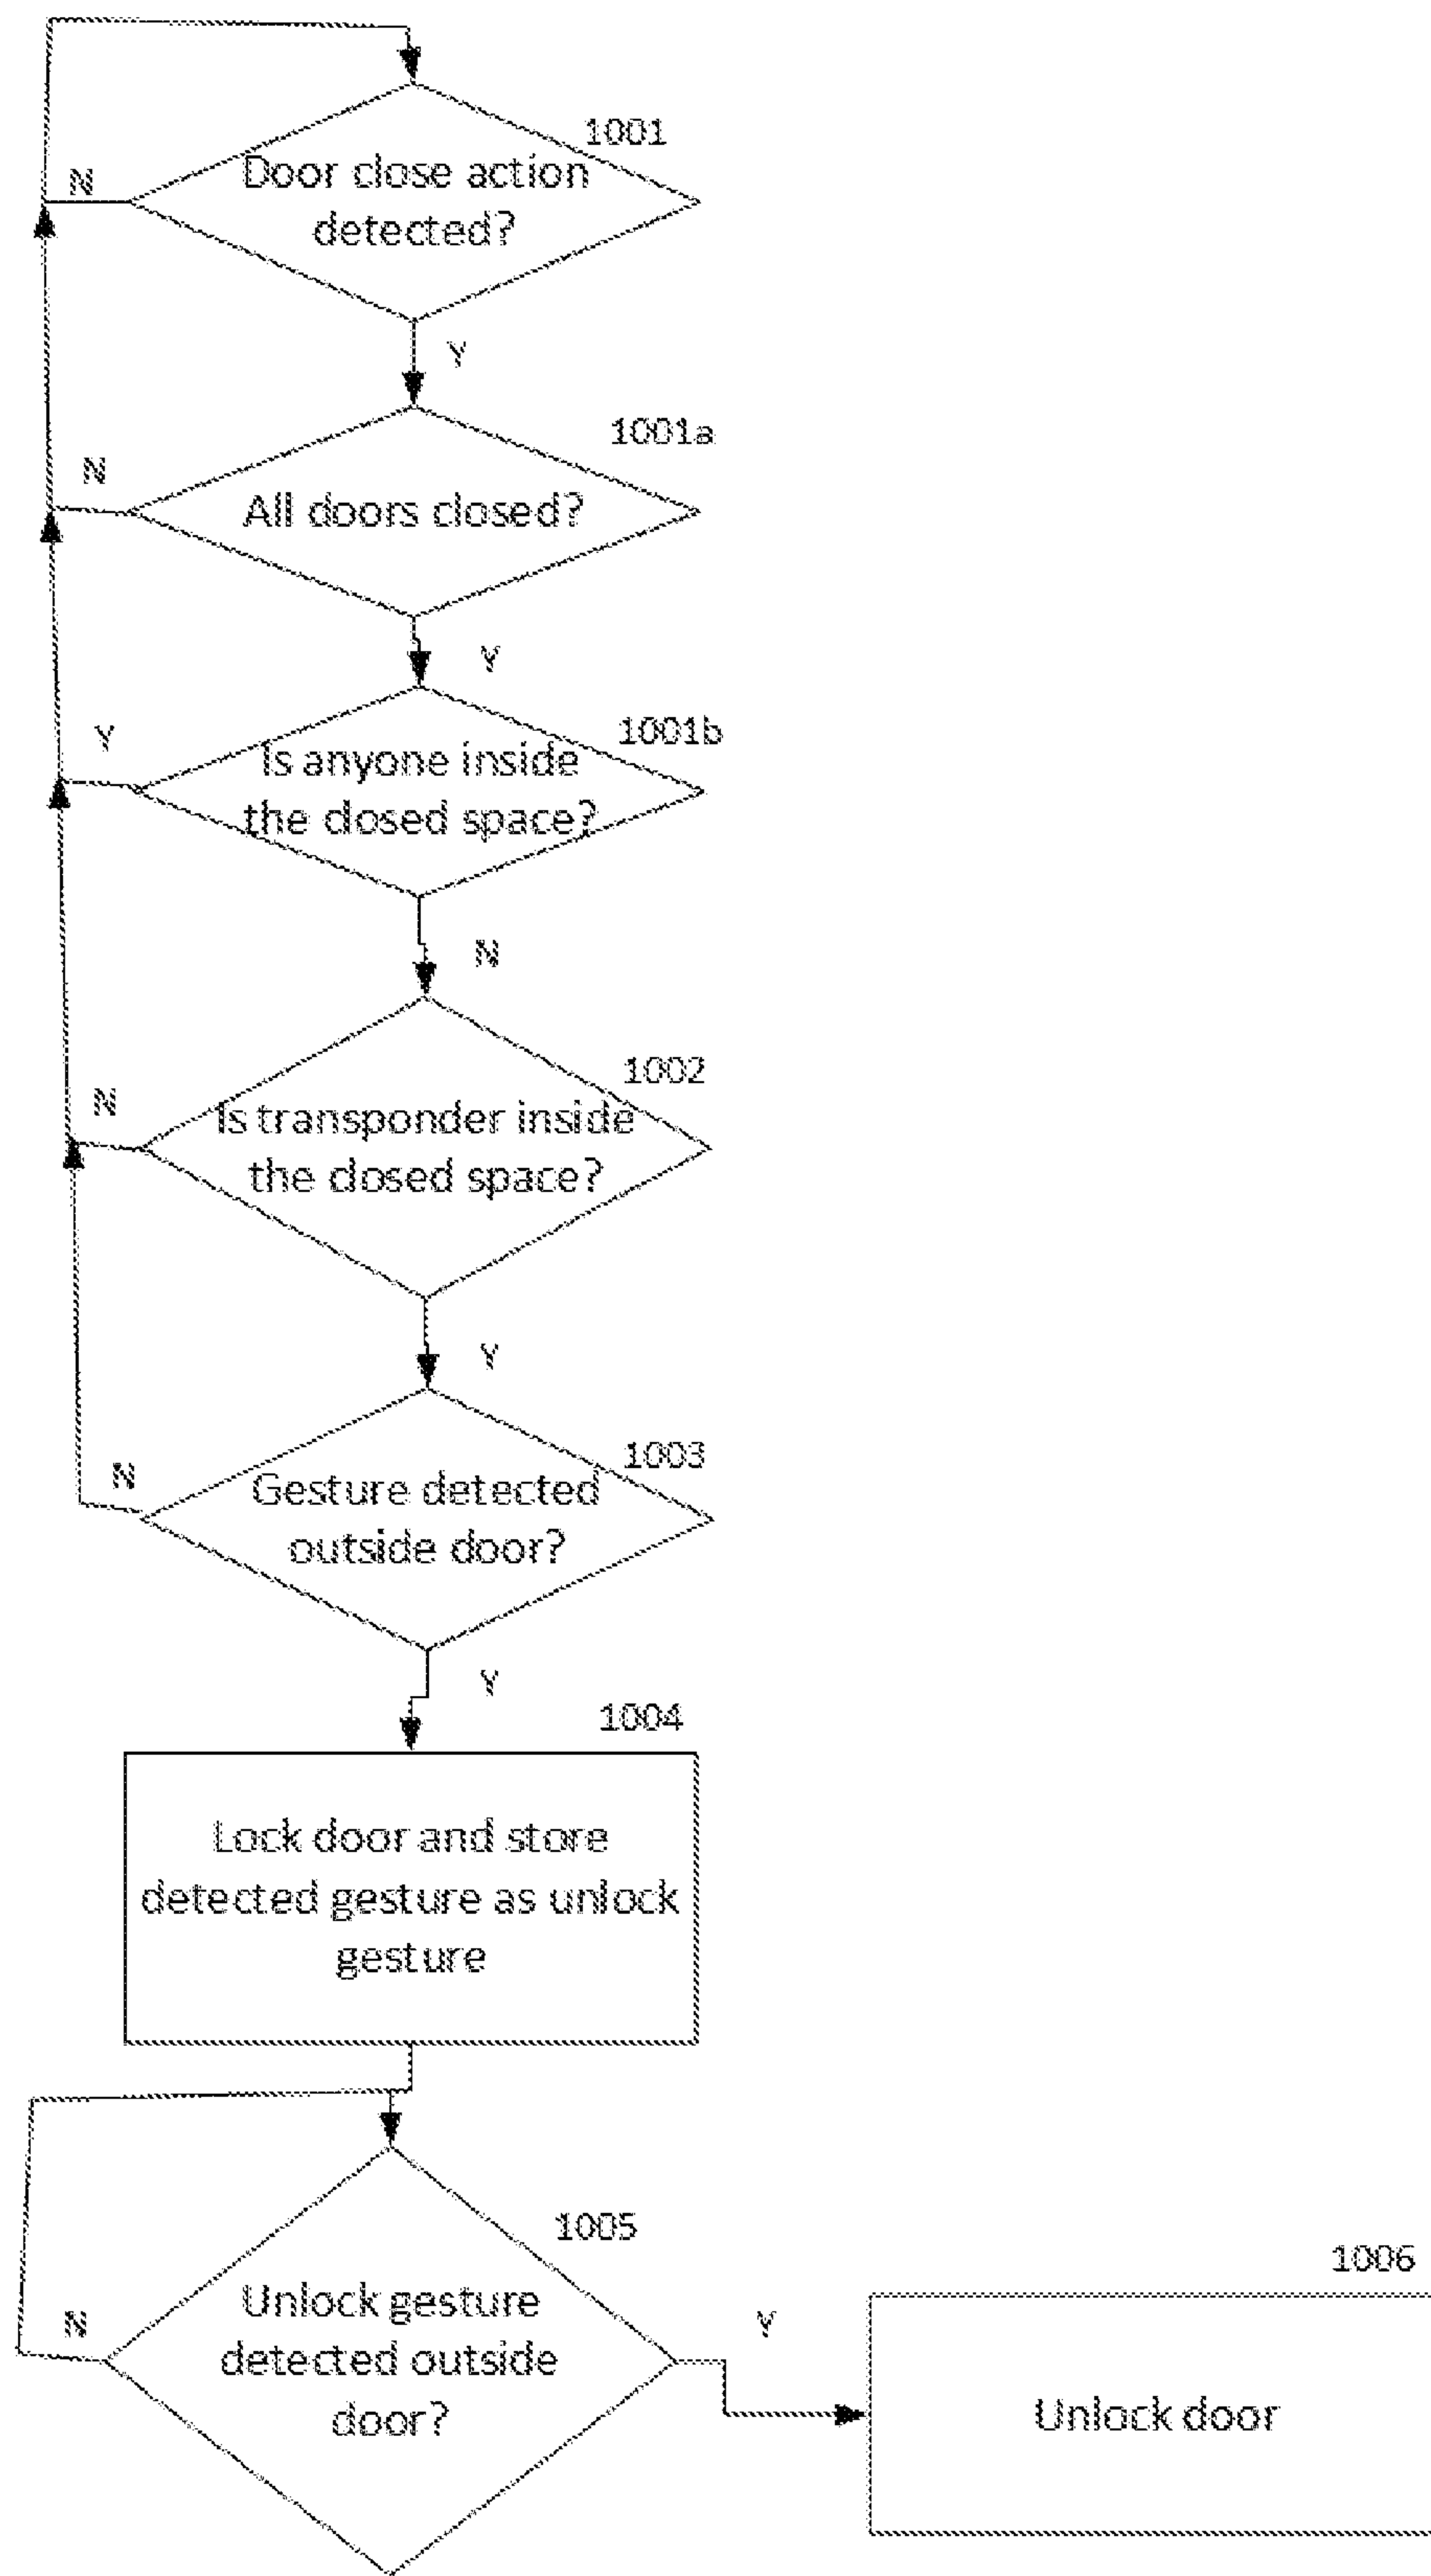 1001
Door close action
detected?
N
Y
1001a
All doors closed?
N
Y
1001b
Is anyone inside
the closed space?
Y
N
1002
Is transponder inside
the closed space?
N
Y
1003
Gesture detected
outside door?
N
Y
1004
Lock door and store
detected gesture as unlock
gesture
1005
Unlock gesture
detected outside
door?
N
Y
1006
Unlock door